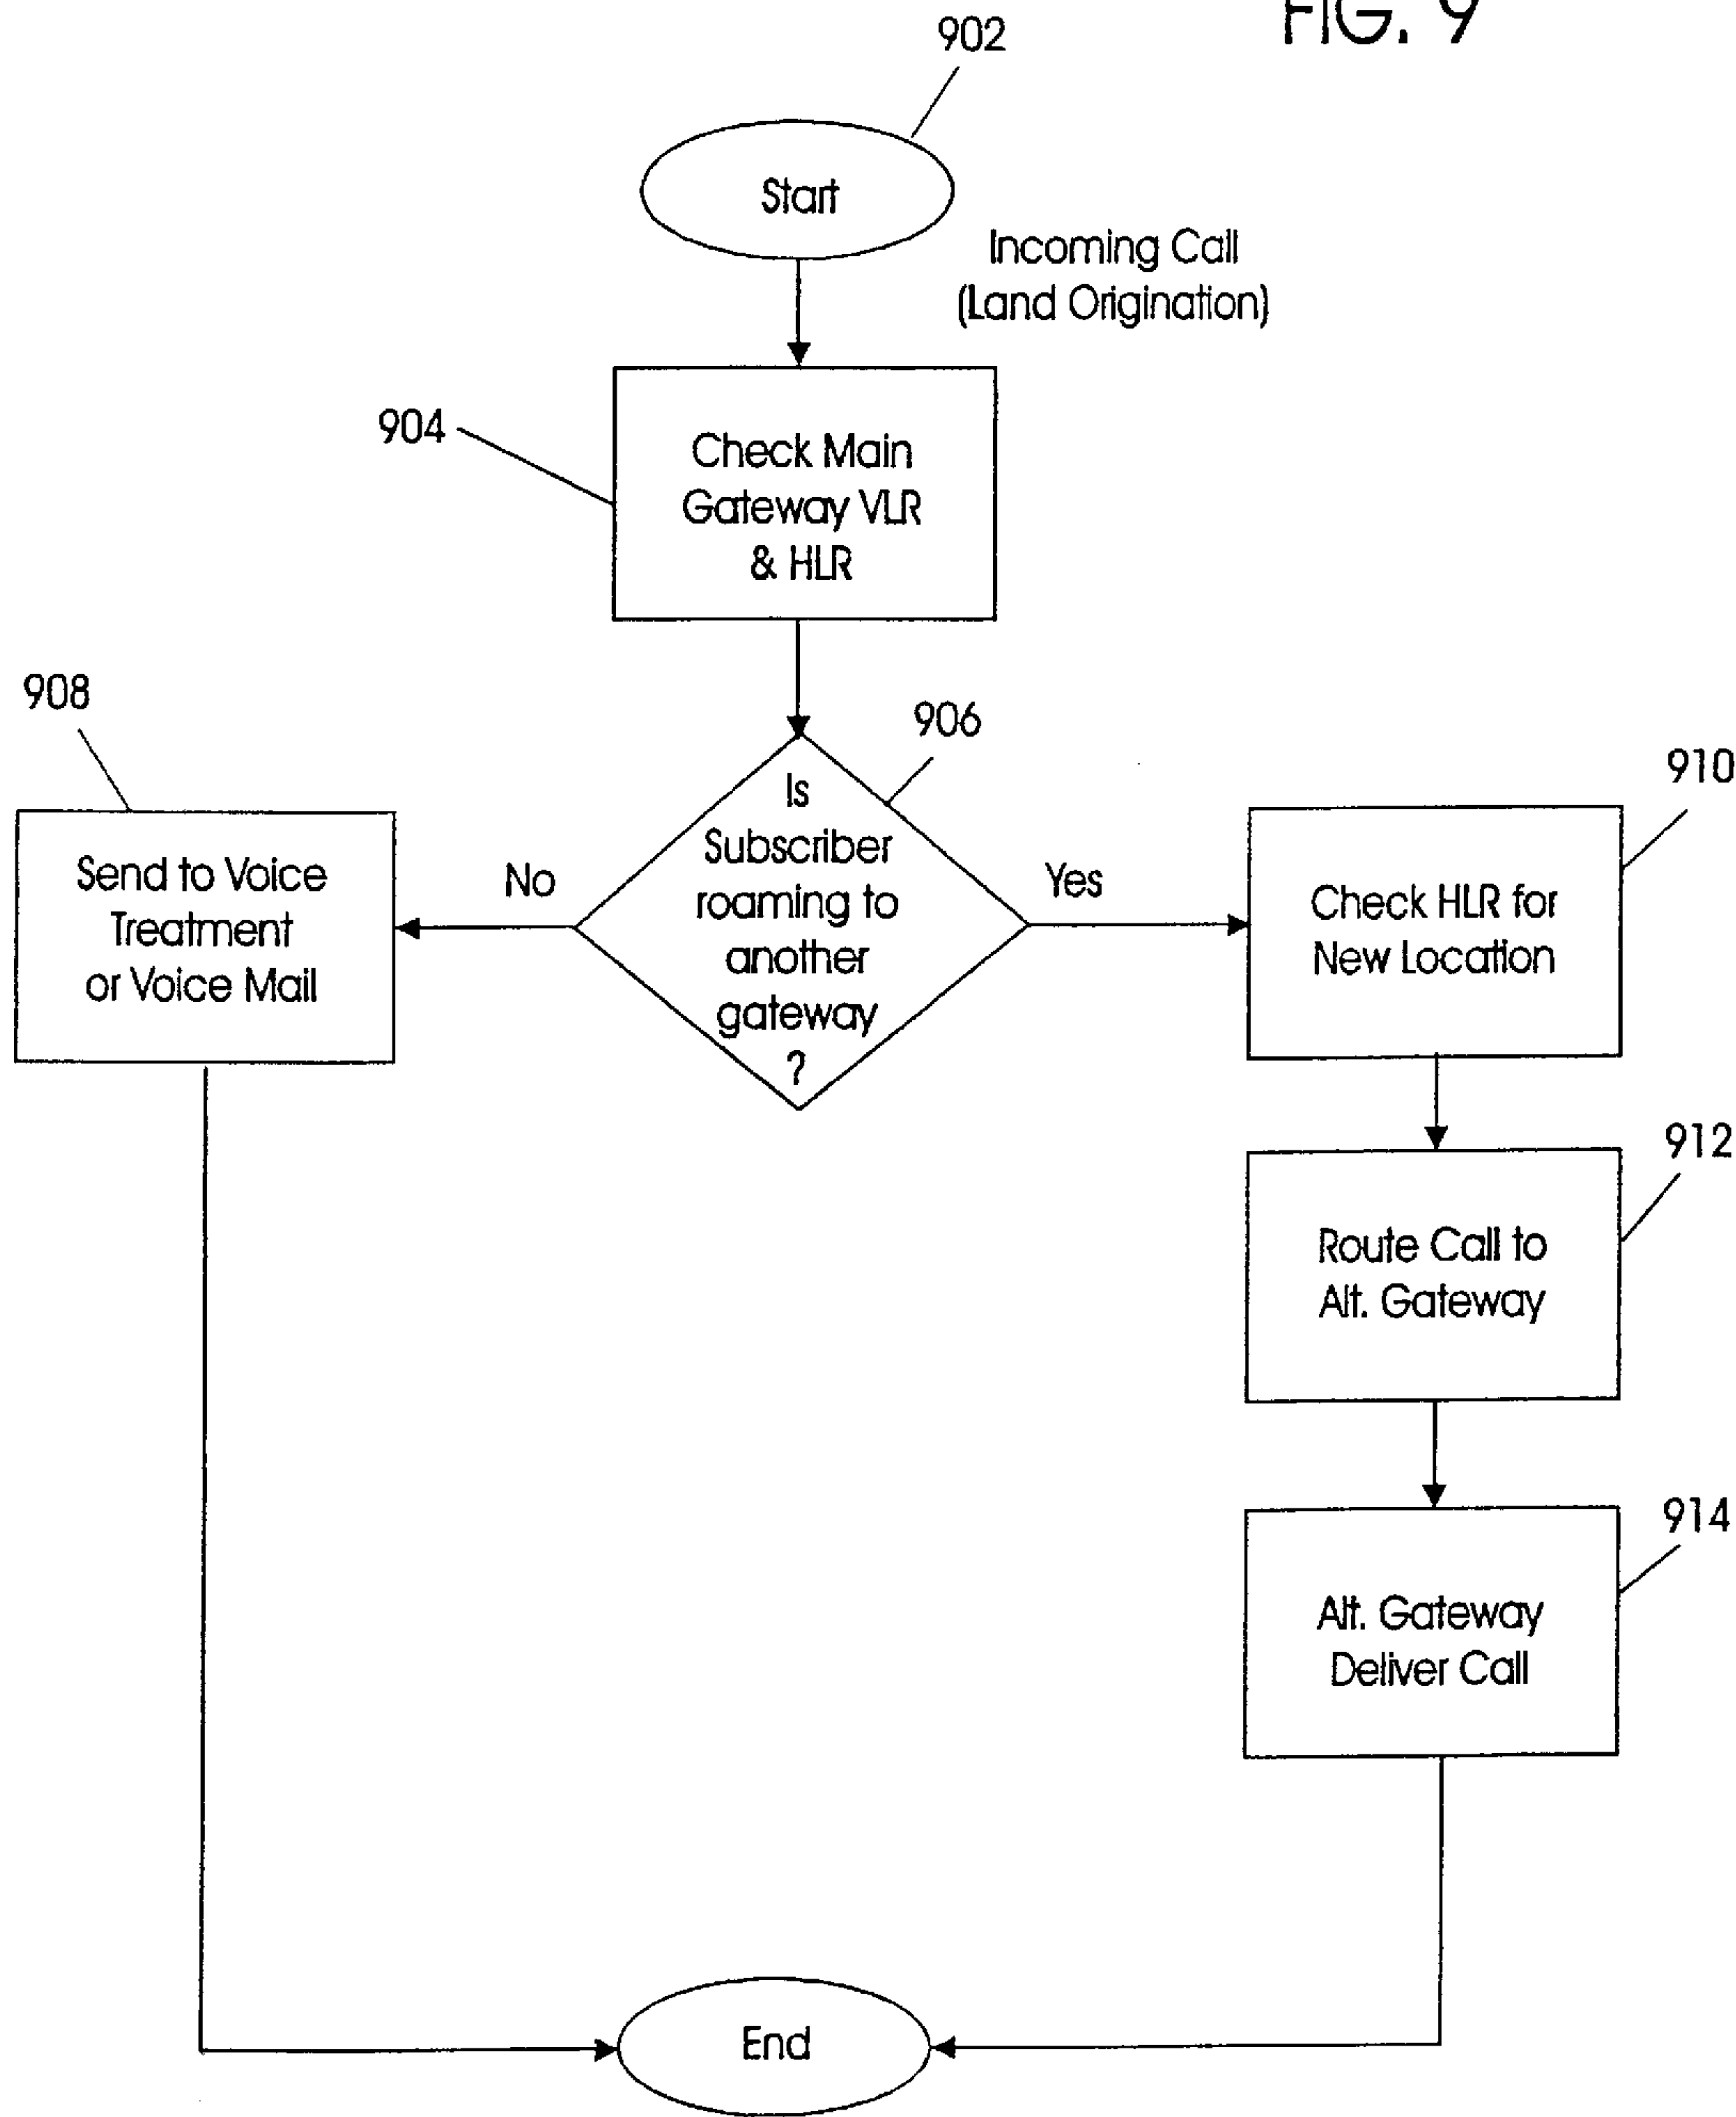 FIG. 9
902
Start
Incoming Call
(Land Origination)
904
Check Main
Gateway VLR
& HLR
908
906
910
Send to Voice
Treatment
or Voice Mail
No
Is
Subscriber
roaming to
another
gateway
?
Yes
Check HLR for
New Location
912
Route Call to
Alt. Gateway
914
Alt. Gateway
Deliver Call
End